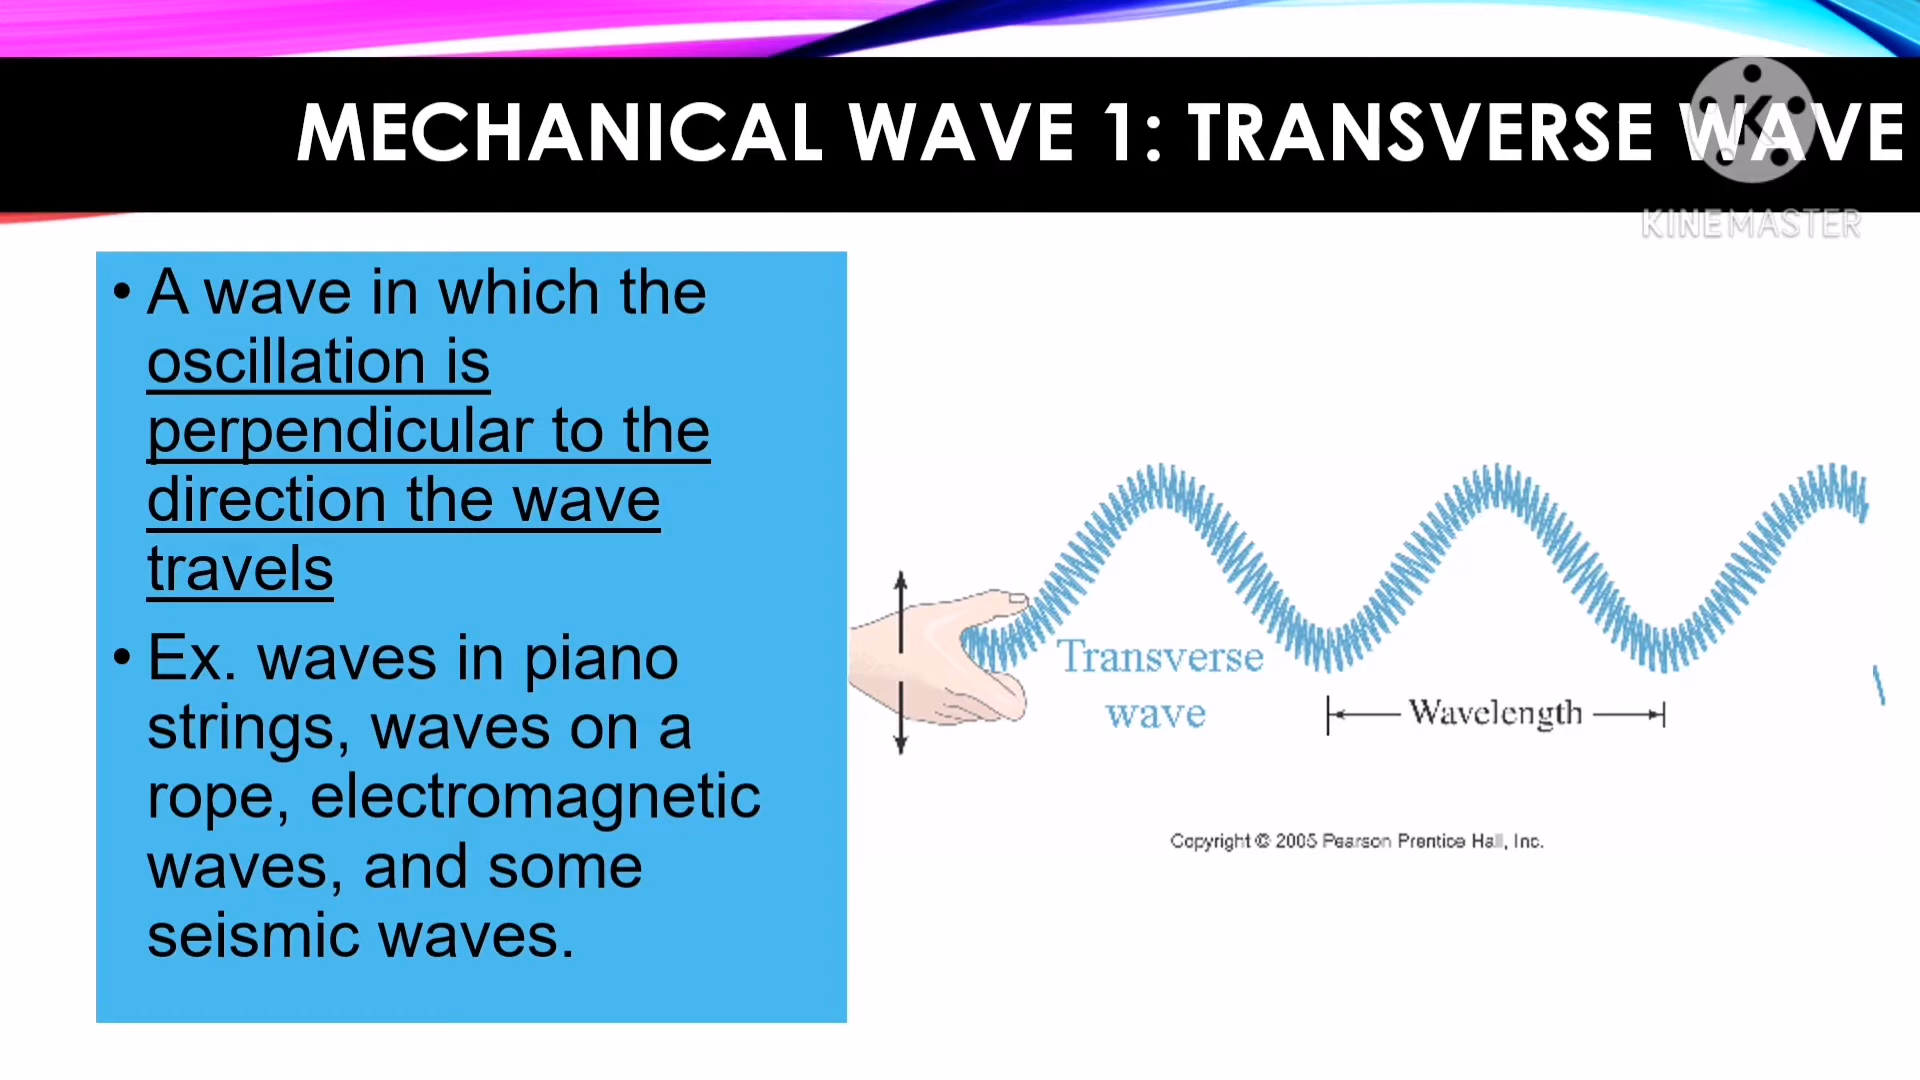 MECHANICAL WAVE 1: TRANSVERSE WAVE
KINEMASTER
• A wave in which the
oscillation is
perpendicular to the
direction the wave
travels
• Ex. waves in piano
strings, waves on a
rope, electromagnetic
waves, and some
seismic waves.
Transverse
wave
Wavelength
Copyright © 2005 Pearson Prentice Hall, Inc.